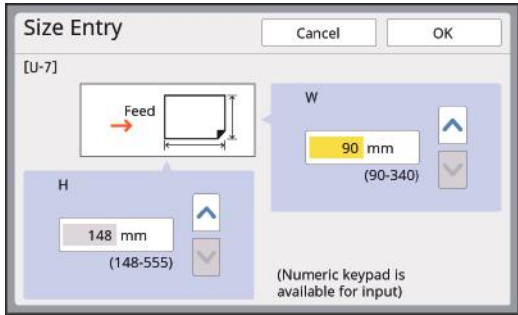 Size Entry
Cancel
OK
[U-7]
Feed
W
90 mm
(90-340)
H
148 mm
(148-555)
(Numeric keypad is
available for input)